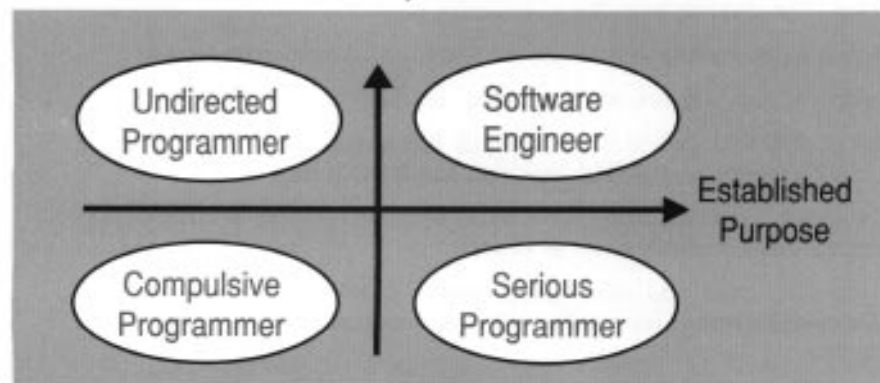 Undirected
Programmer
Software
Engineer
Established
Purpose
Compulsive
Programmer
Serious
Programmer